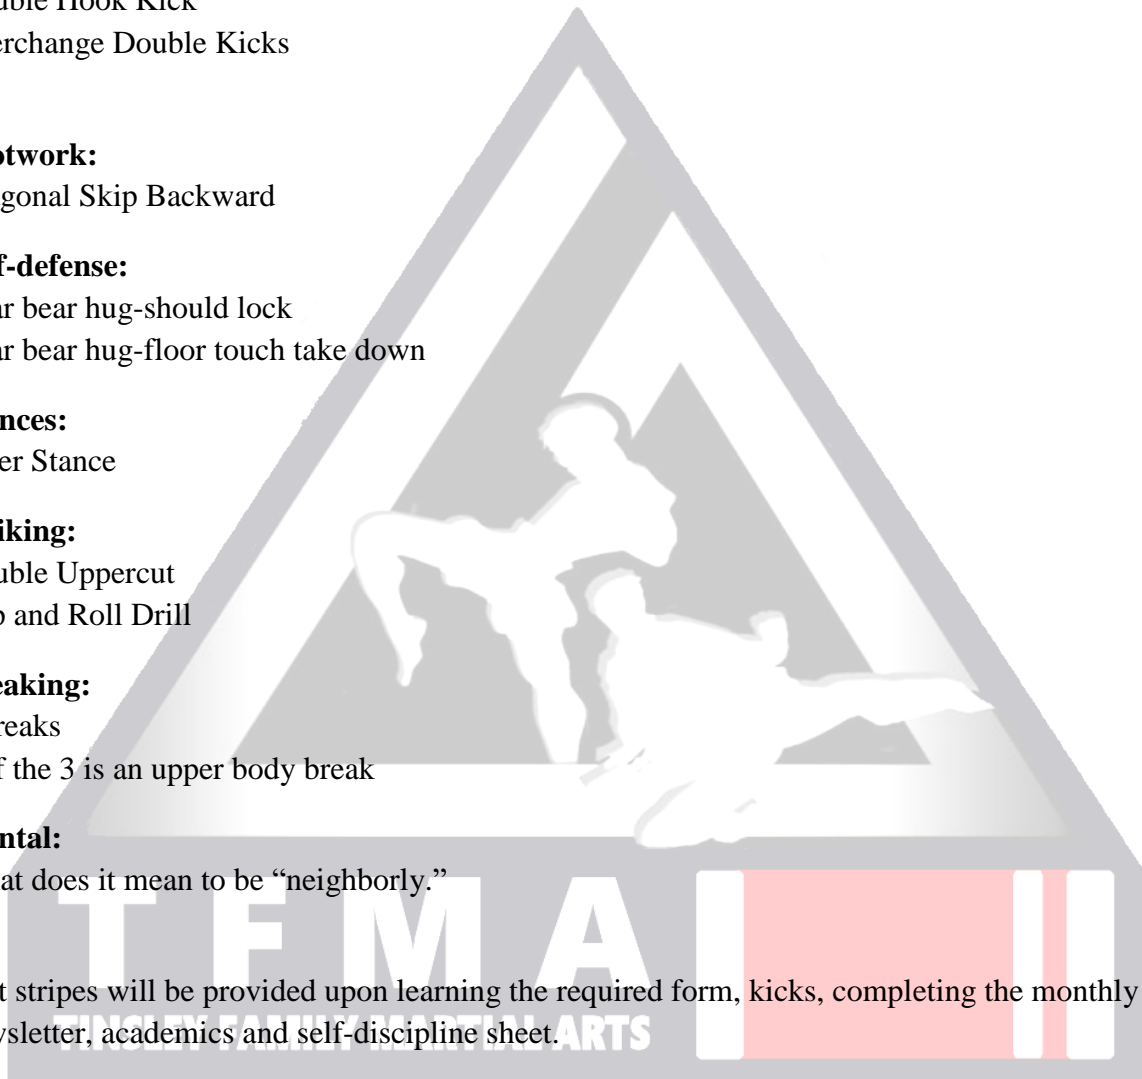 uble Hook Kick
erchange Double Kicks
otwork:
gonal Skip Backward
f-defense:
ar bear hug-should lock
ar bear hug-floor touch take down
nces:
er Stance
iking:
uble Uppercut
p and Roll Drill
eaking:
reaks
f the 3 is an upper body break
ntal:
at does it mean to be “neighborly.”
T F M A
t stripes will be provided upon learning the required form, kicks, completing the monthly
vsletter, academics and self-discipline sheet.
TINSLEY FAMILY MARTIAL ARTS